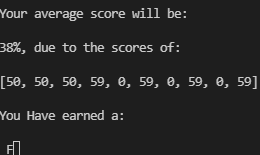 Your average score will be:
38%, due to the scores of:
[50, 50, 50, 59, 0, 59, 0, 59, 0, 59]
You Have earned a:
F